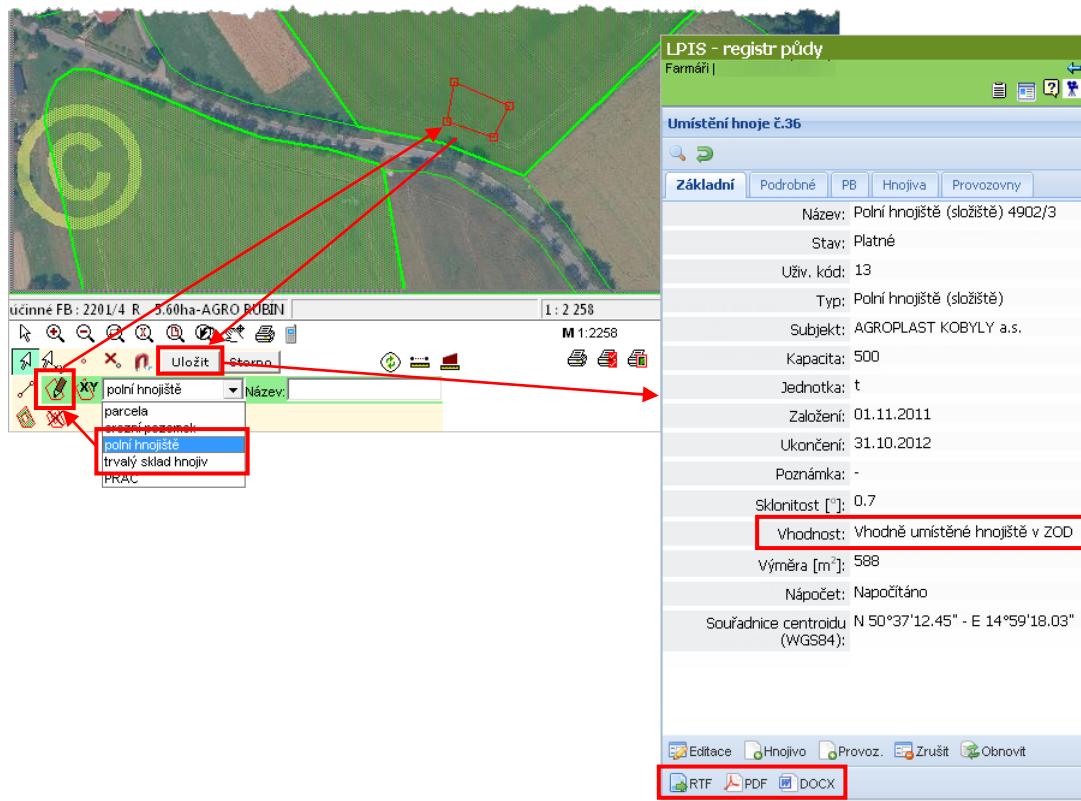 ©
účinné FB : 2201/4 R 5.60ha-AGRO RUBÍN
1 : 2 258
M 1:2258
Uložit Storno
XY polní hnojiště Název:
parcela
erozní pozemek
polní hnojiště
trvalý sklad hnojiv
PRAC
LPIS - registr půdy
Farmáři |
Umístění hnoje č.36
Základní Podrobné PB Hnojiva Provozovny
Název: Polní hnojiště (složiště) 4902/3
Stav: Platné
Uživ. kód: 13
Typ: Polní hnojiště (složiště)
Subjekt: AGROPLAST KOBYLY a.s.
Kapacita: 500
Jednotka: t
Založení: 01.11.2011
Ukončení: 31.10.2012
Poznámka: -
Sklonitost [°]: 0.7
Vhodnost: Vhodně umístěné hnojiště v ZOD
Výměra [m²]: 588
Nápočet: Napočítáno
Souřadnice centroidu N 50°37'12.45" - E 14°59'18.03"
(WGS84):
Editace Hnojivo Provoz. Zrušit Obnovit
RTF PDF DOCX